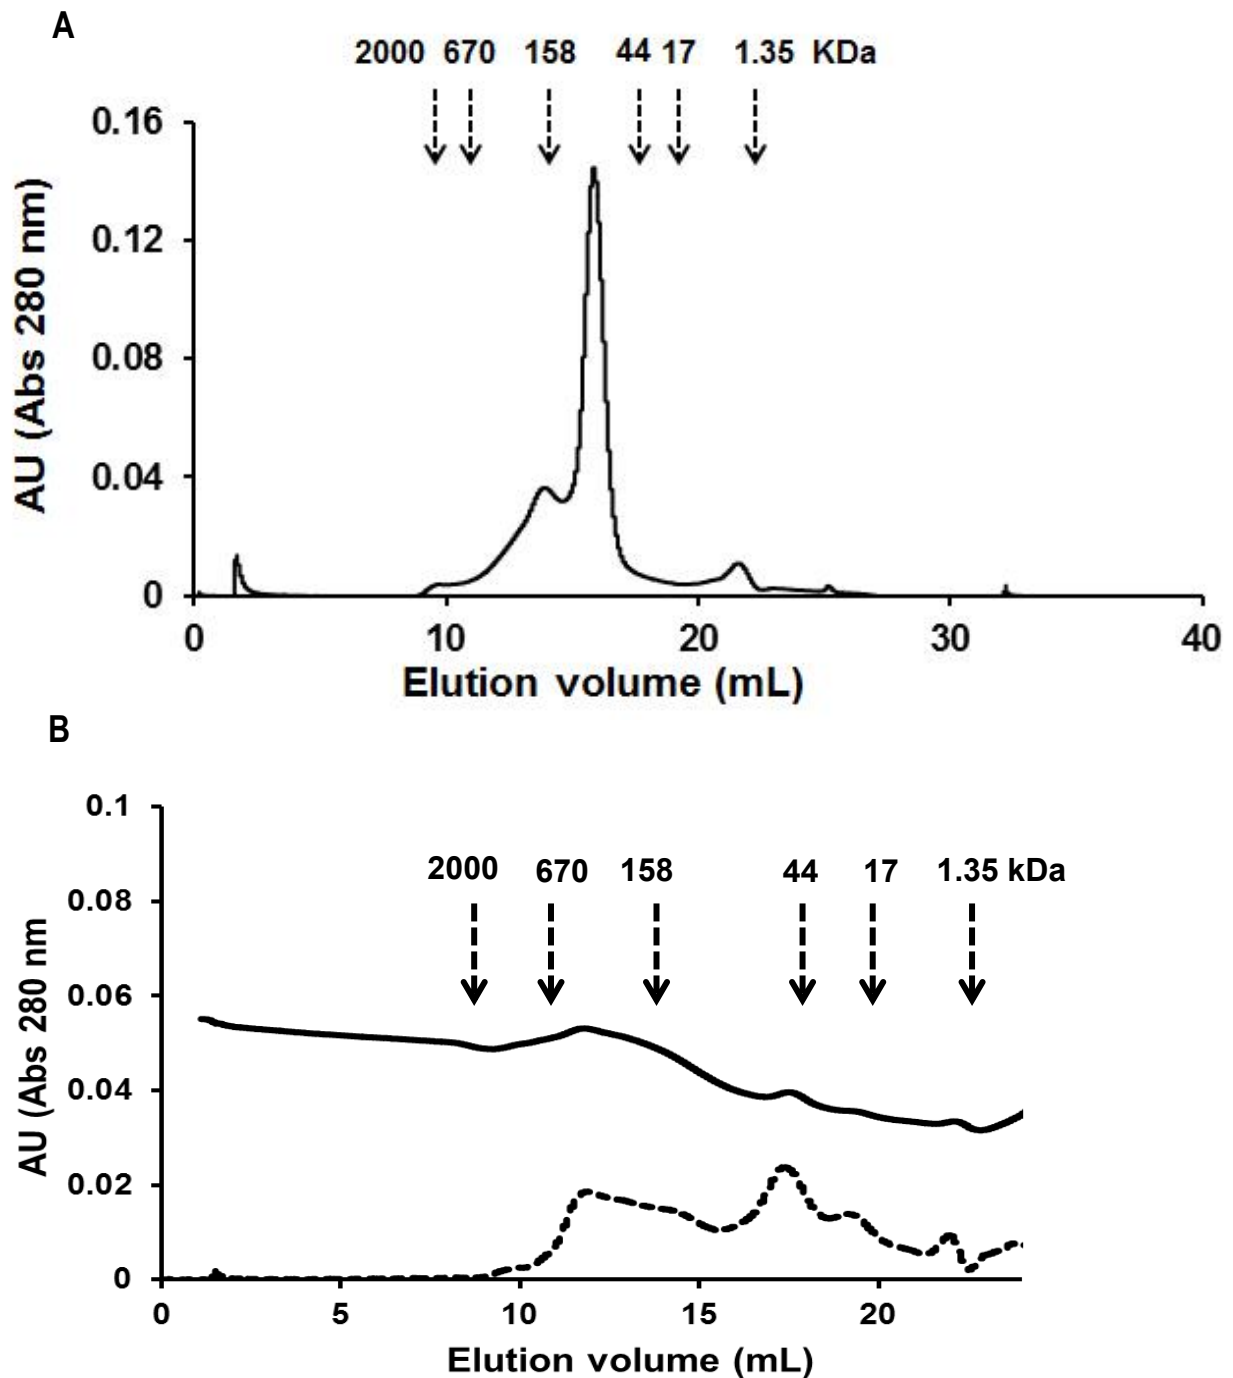 A
2000 670 158 44 17 1.35 KDa
0.16
0.12
0.08
0.04
0
AU (Abs 280 nm)
0 10 20 30 40
Elution volume (mL)
B
0.1
2000 670 158 44 17 1.35 kDa
0.08
0.06
0.04
0.02
0
AU (Abs 280 nm
0 5 10 15 20
Elution volume (mL)